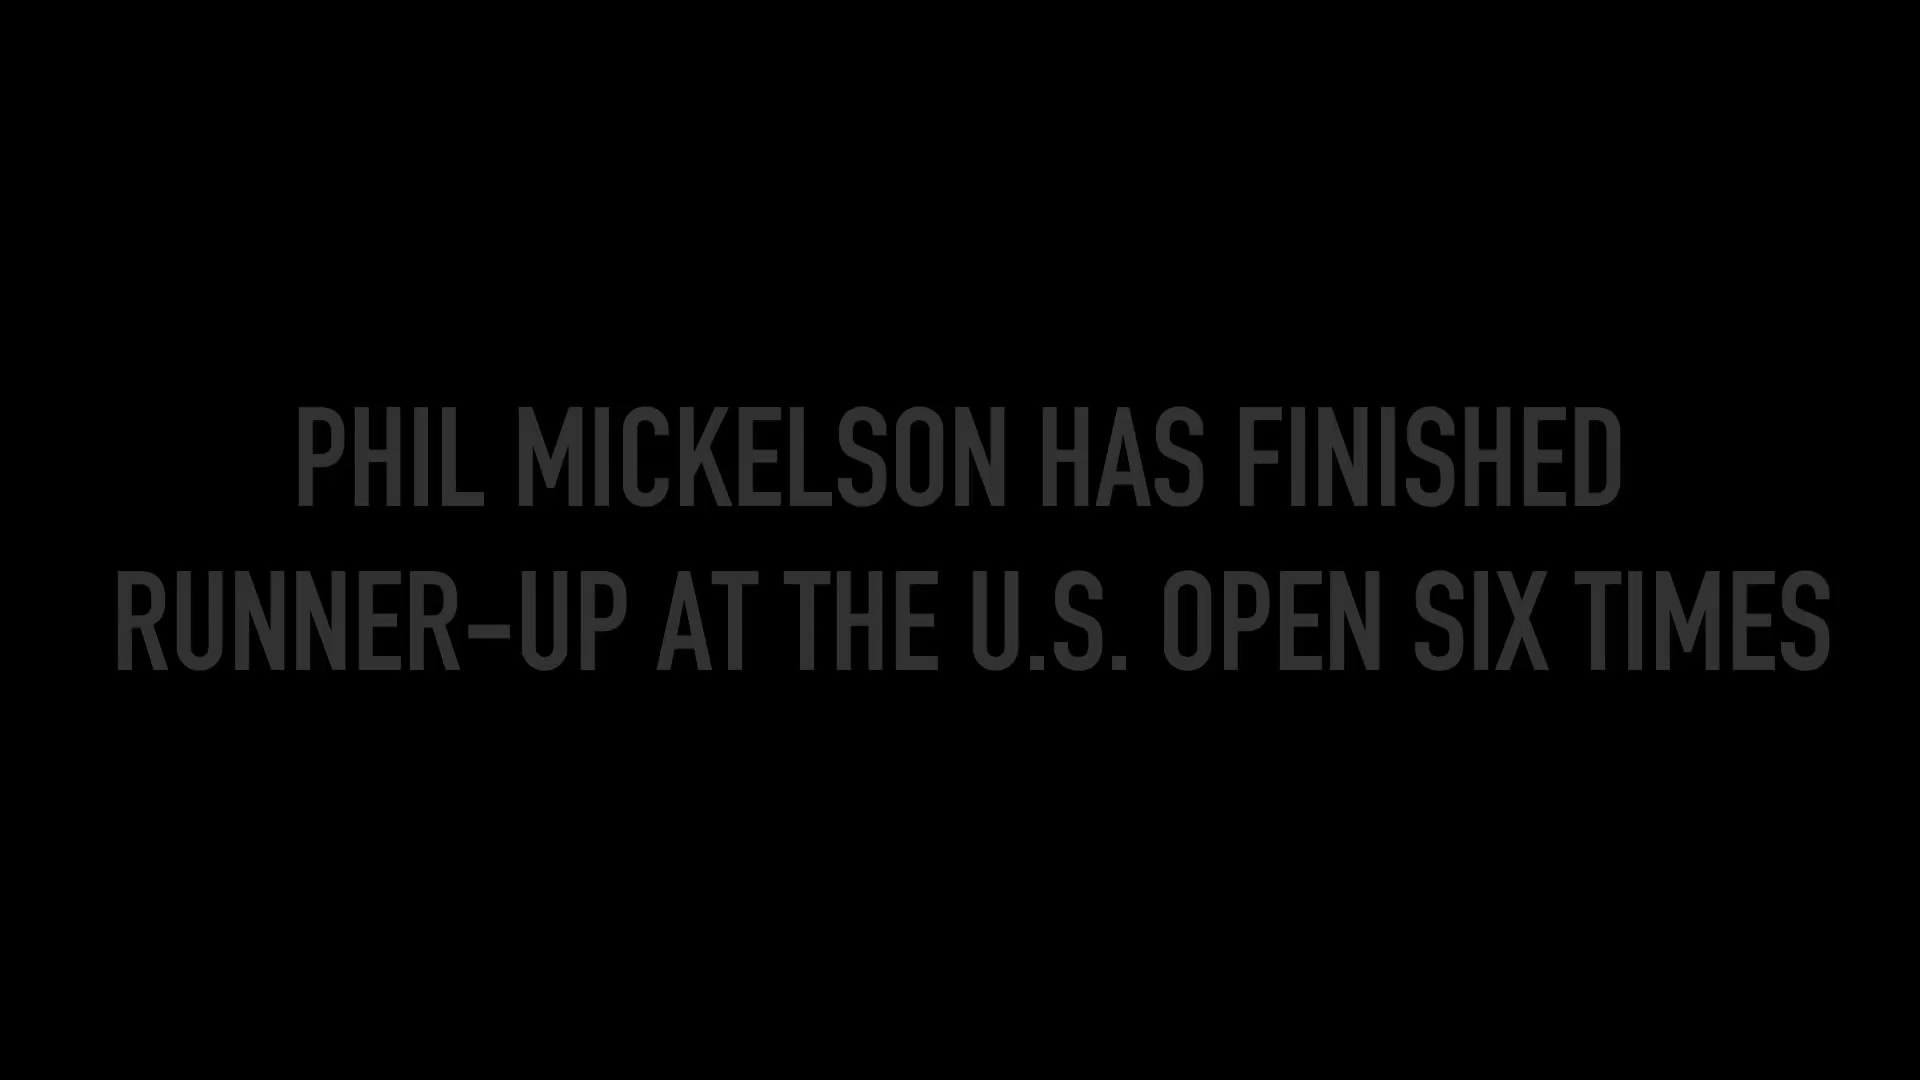 PHIL MICKELSON HAS FINISHED
RUNNER-UP AT THE U.S. OPEN SIX TIMES